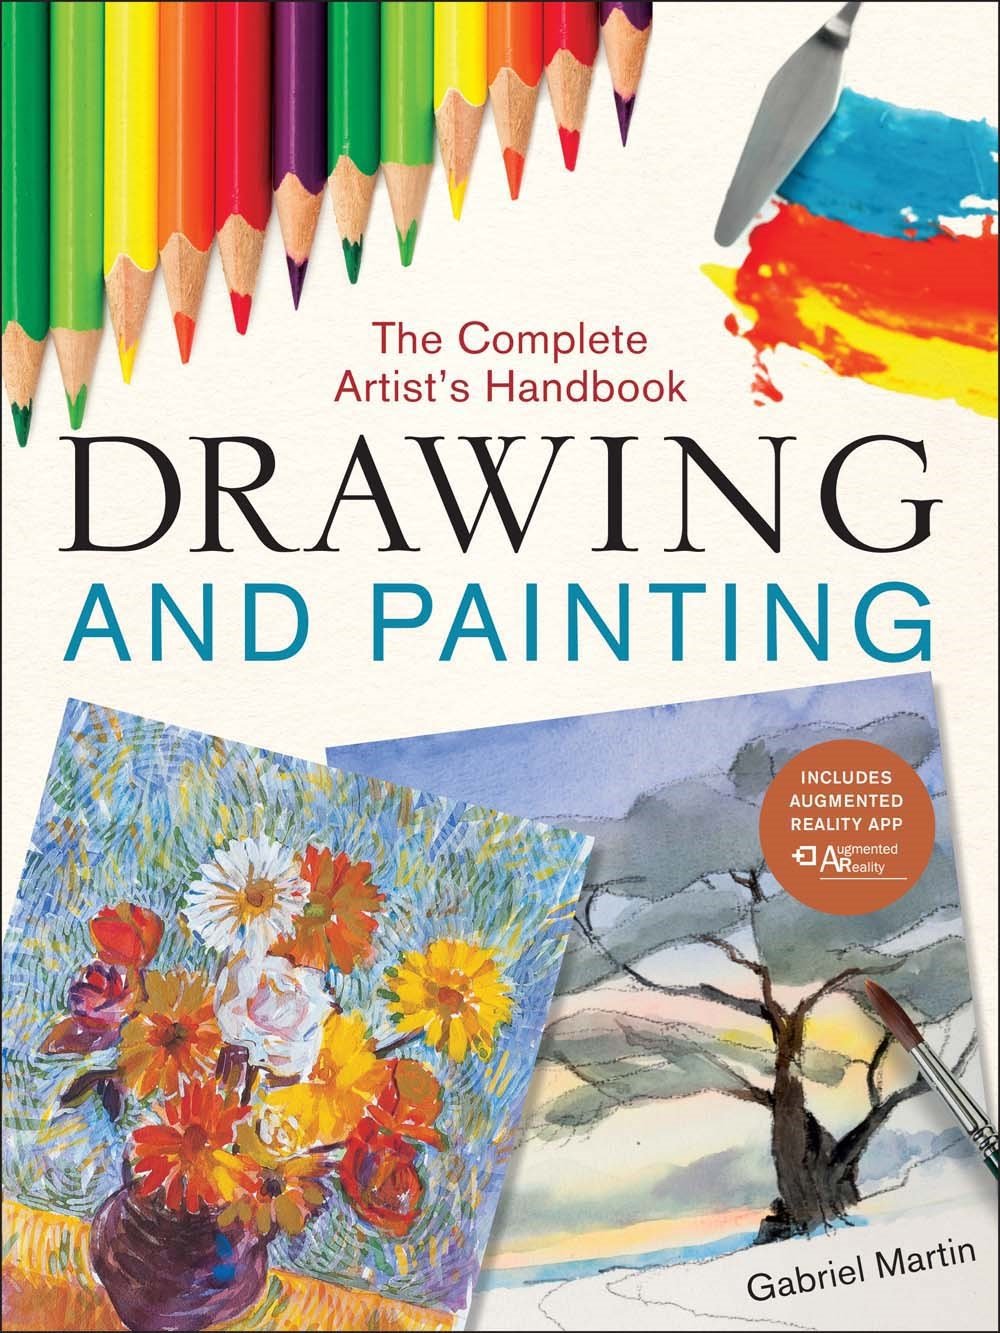 The Complete
Artist's Handbook
DRAWING
AND PAINTING
INCLUDES
AUGMENTED
REALITY APP
Augmented
Reality
Gabriel Martin